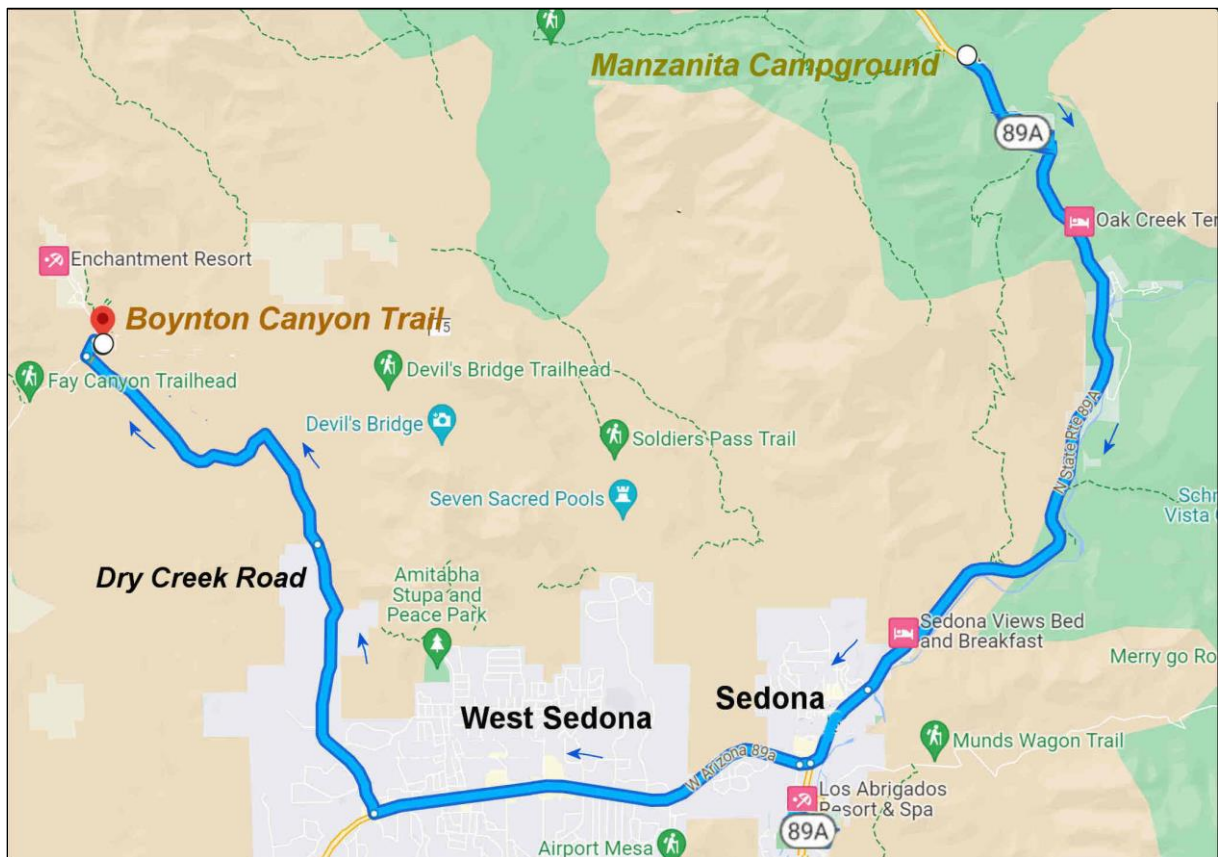 Manzanita Campground
89A
Oak Creek Ter
Enchantment Resort
Boynton Canyon Trail
Fay Canyon Trailhead
Devil's Bridge Trailhead
Devil's Bridge
Soldiers Pass Trail
Seven Sacred Pools
N State Rte 89A
Schn
Vista
Dry Creek Road
Amitabha
Stupa and
Peace Park
Sedona Views Bed
and Breakfast
Merry go Ro
West Sedona
Sedona
W Arizona 89a
Munds Wagon Trail
Los Abrigados
Resort & Spa
89A
Airport Mesa